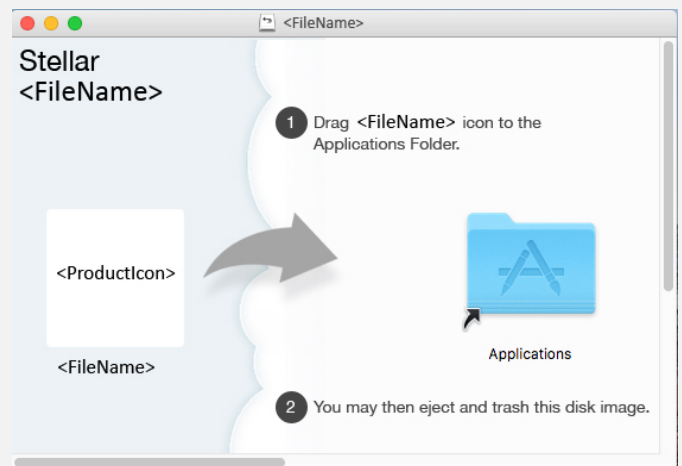 <FileName>
Stellar
<FileName>
1 Drag <FileName> icon to the
Applications Folder.
<ProductIcon>
<FileName>
Applications
2 You may then eject and trash this disk image.